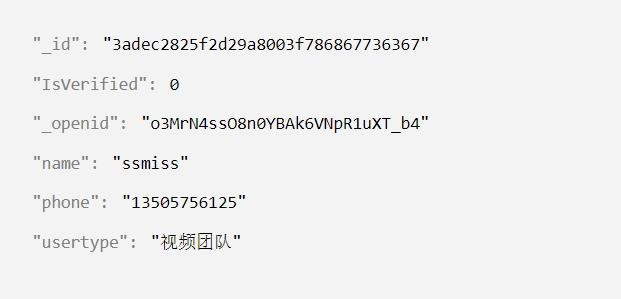 "_id": "3adec2825f2d29a8003f786867736367"
"IsVerified": 0
"_openid": "o3MrN4ssO8n0YBAk6VNpR1uXT_b4"
"name": "ssmiss"
"phone": "13505756125"
"usertype": "视频团队"